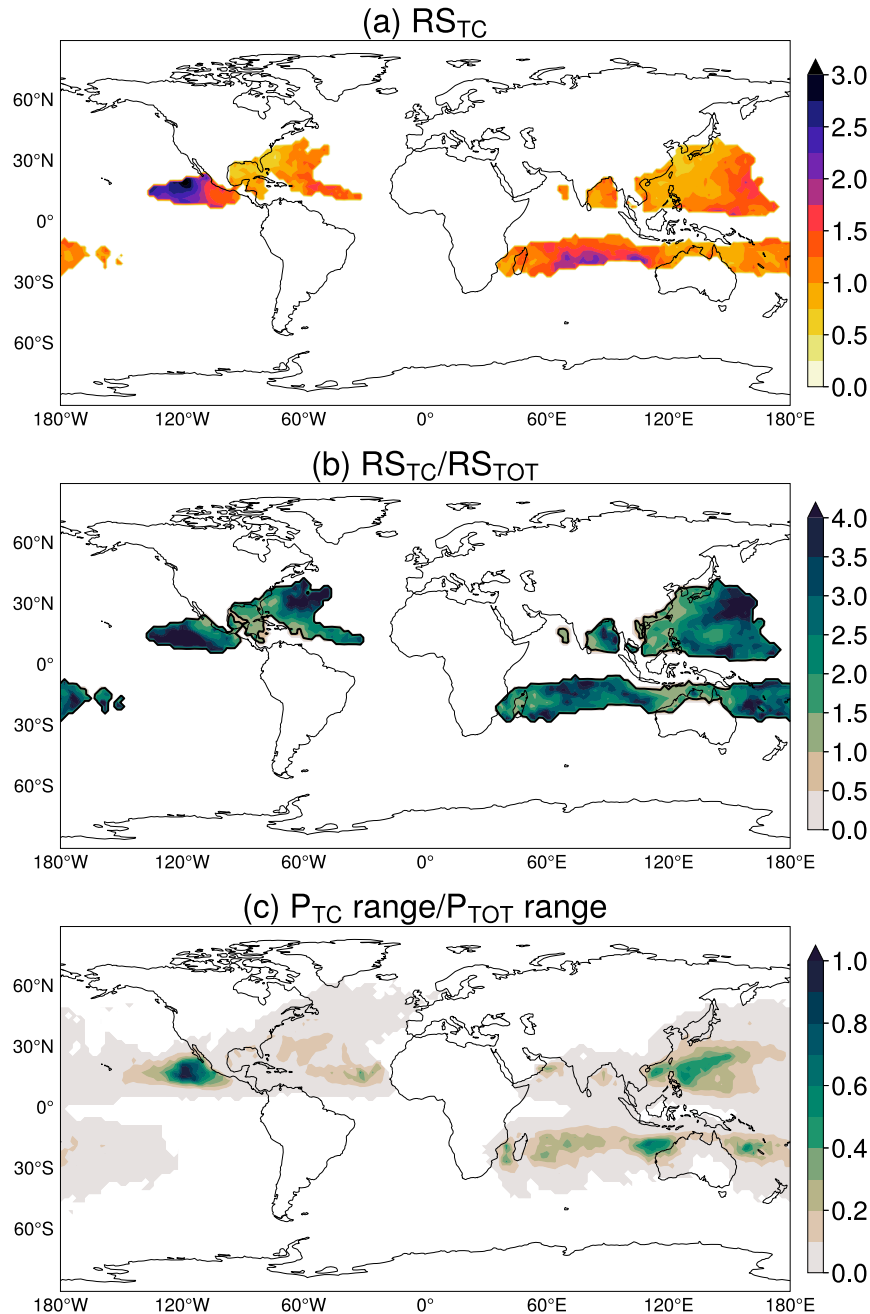 (a) RS_TC
60°N
30°N
0°
30°S
60°S
180°W 120°W 60°W 0° 60°E 120°E 180°E
3.0
2.5
2.0
1.5
1.0
0.5
0.0
(b) RS_TC/RS_TOT
60°N
30°N
0°
30°S
60°S
180°W 120°W 60°W 0° 60°E 120°E 180°E
4.0
3.5
3.0
2.5
2.0
1.5
1.0
0.5
0.0
(c) P_TC range/P_TOT range
60°N
30°N
0°
30°S
60°S
180°W 120°W 60°W 0° 60°E 120°E 180°E
1.0
0.8
0.6
0.4
0.2
0.0